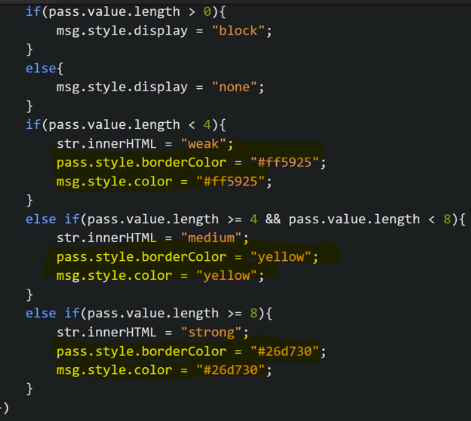 if(pass.value.length > 0){
msg.style.display = "block";
}
else{
msg.style.display = "none";
}
if(pass.value.length < 4){
str.innerHTML = "weak";
pass.style.borderColor = "#ff5925";
msg.style.color = "#ff5925";
}
else if(pass.value.length >= 4 && pass.value.length < 8){
str.innerHTML = "medium";
pass.style.borderColor = "yellow";
msg.style.color = "yellow";
}
else if(pass.value.length >= 8){
str.innerHTML = "strong";
pass.style.borderColor = "#26d730";
msg.style.color = "#26d730";
}
})